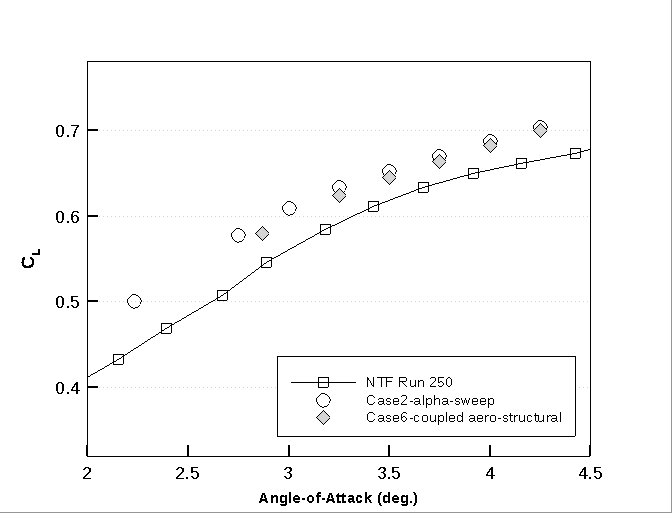 0.7
0.6
0.5
0.4
C_L
NTF Run 250
Case2-alpha-sweep
Case6-coupled aero-structural
2 2.5 3 3.5 4 4.5
Angle-of-Attack (deg.)